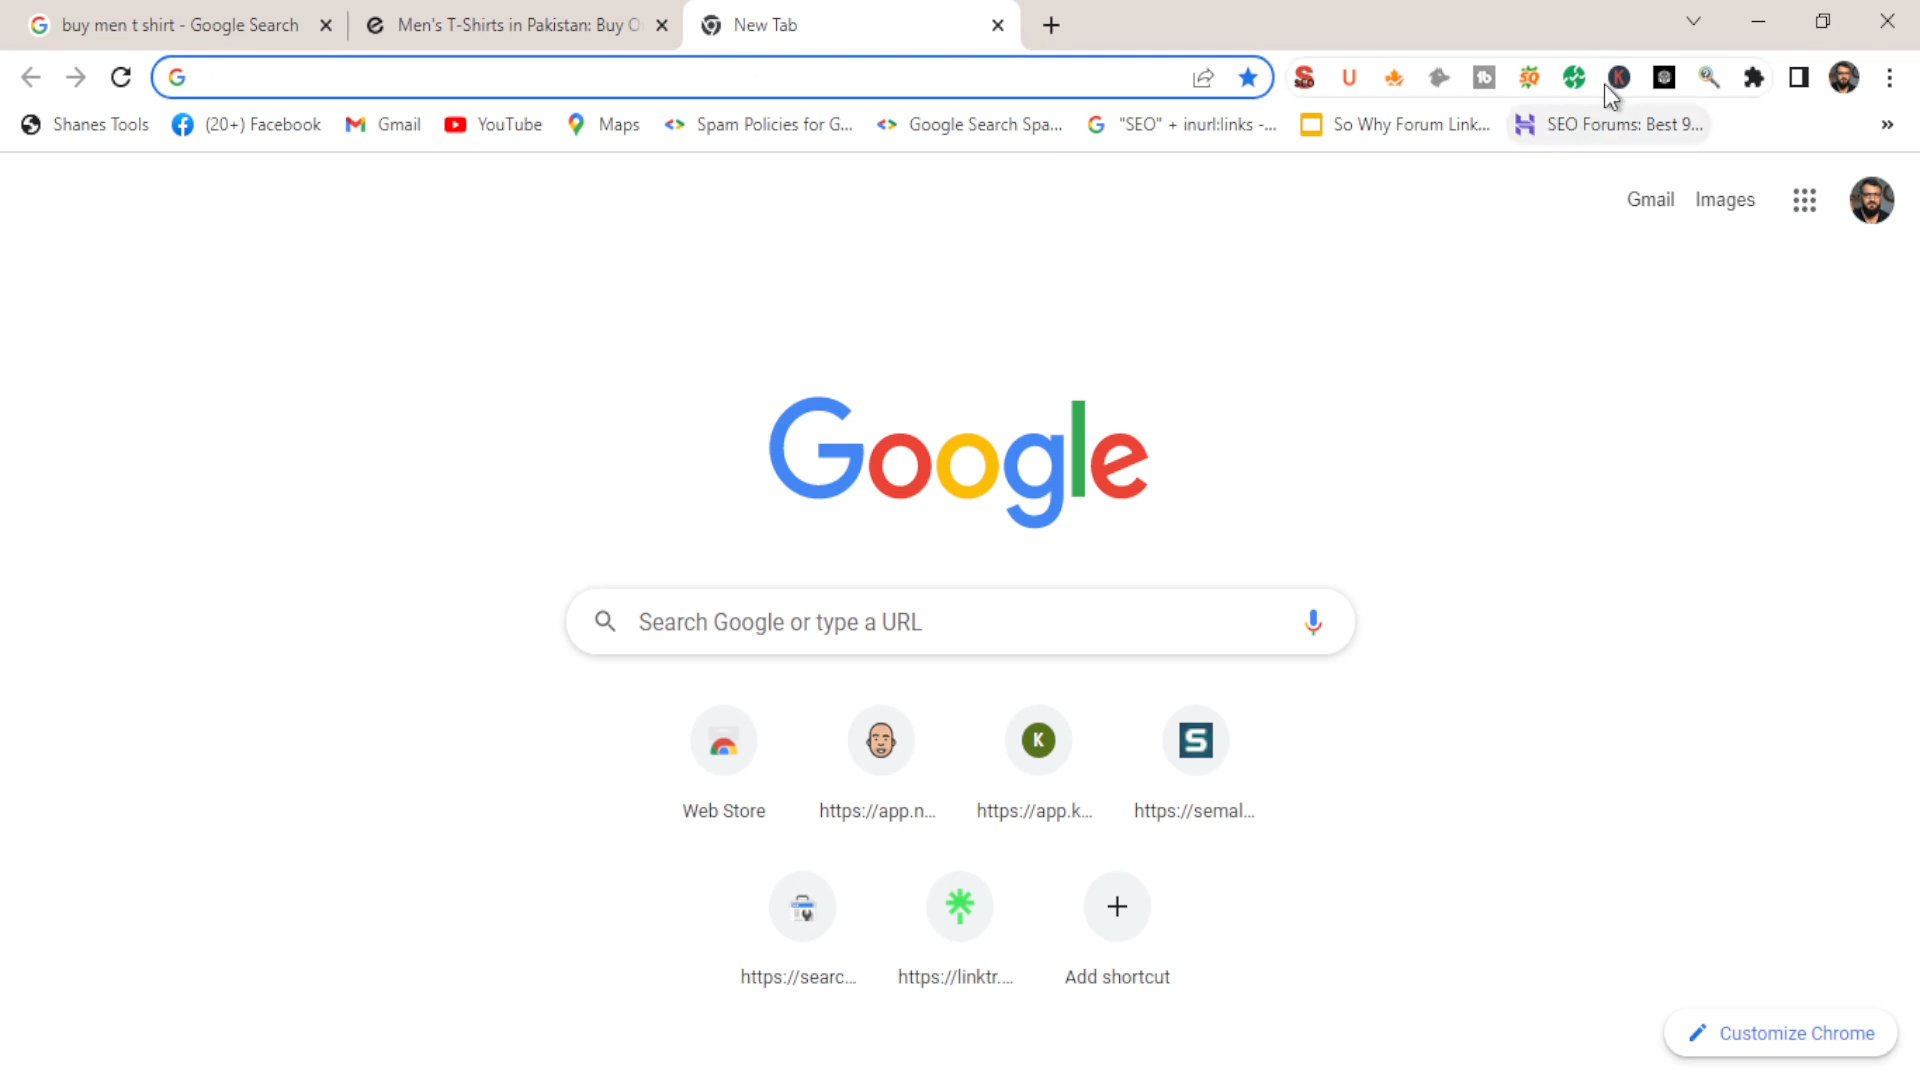 buy men t shirt - Google Search
Men's T-Shirts in Pakistan: Buy O
New Tab
Shanes Tools
(20+) Facebook
Gmail
YouTube
Maps
Spam Policies for G...
Google Search Spa...
"SEO" + inurl:links -...
So Why Forum Link...
SEO Forums: Best 9...
»
Gmail
Images
Google
Search Google or type a URL
Web Store
https://app.n...
https://app.k...
https://semal...
https://searc...
https://linktr....
Add shortcut
Customize Chrome